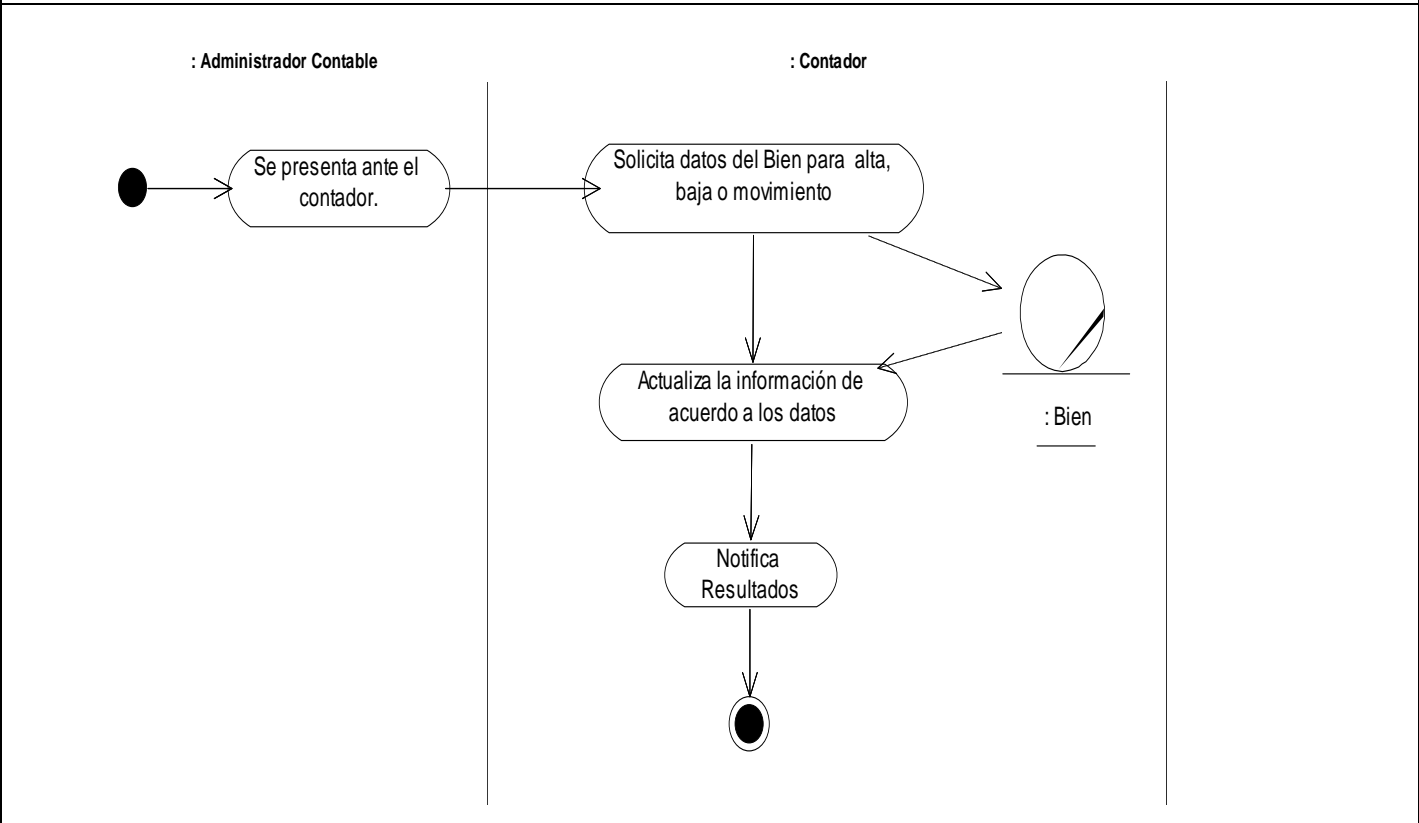 : Administrador Contable
: Contador
Se presenta ante el
contador.
Solicita datos del Bien para alta,
baja o movimiento
Actualiza la información de
acuerdo a los datos
: Bien
Notifica
Resultados